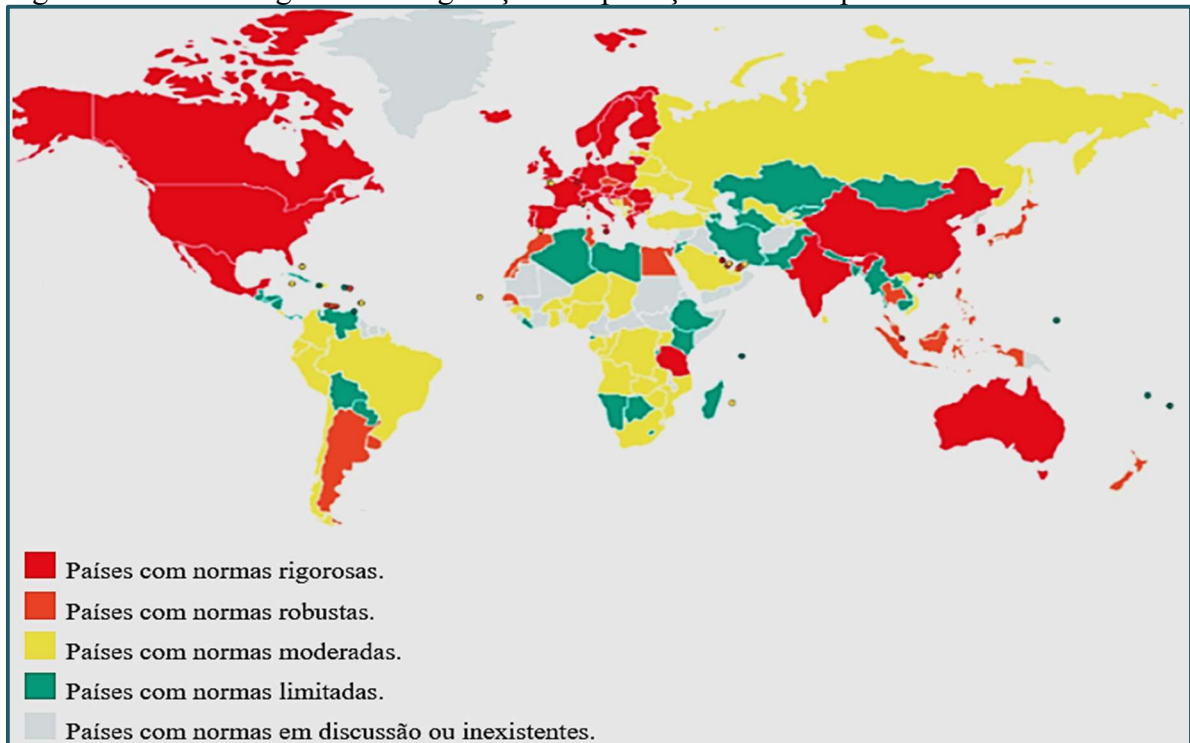 Países com normas rigorosas.
Países com normas robustas.
Países com normas moderadas.
Países com normas limitadas.
Países com normas em discussão ou inexistentes.